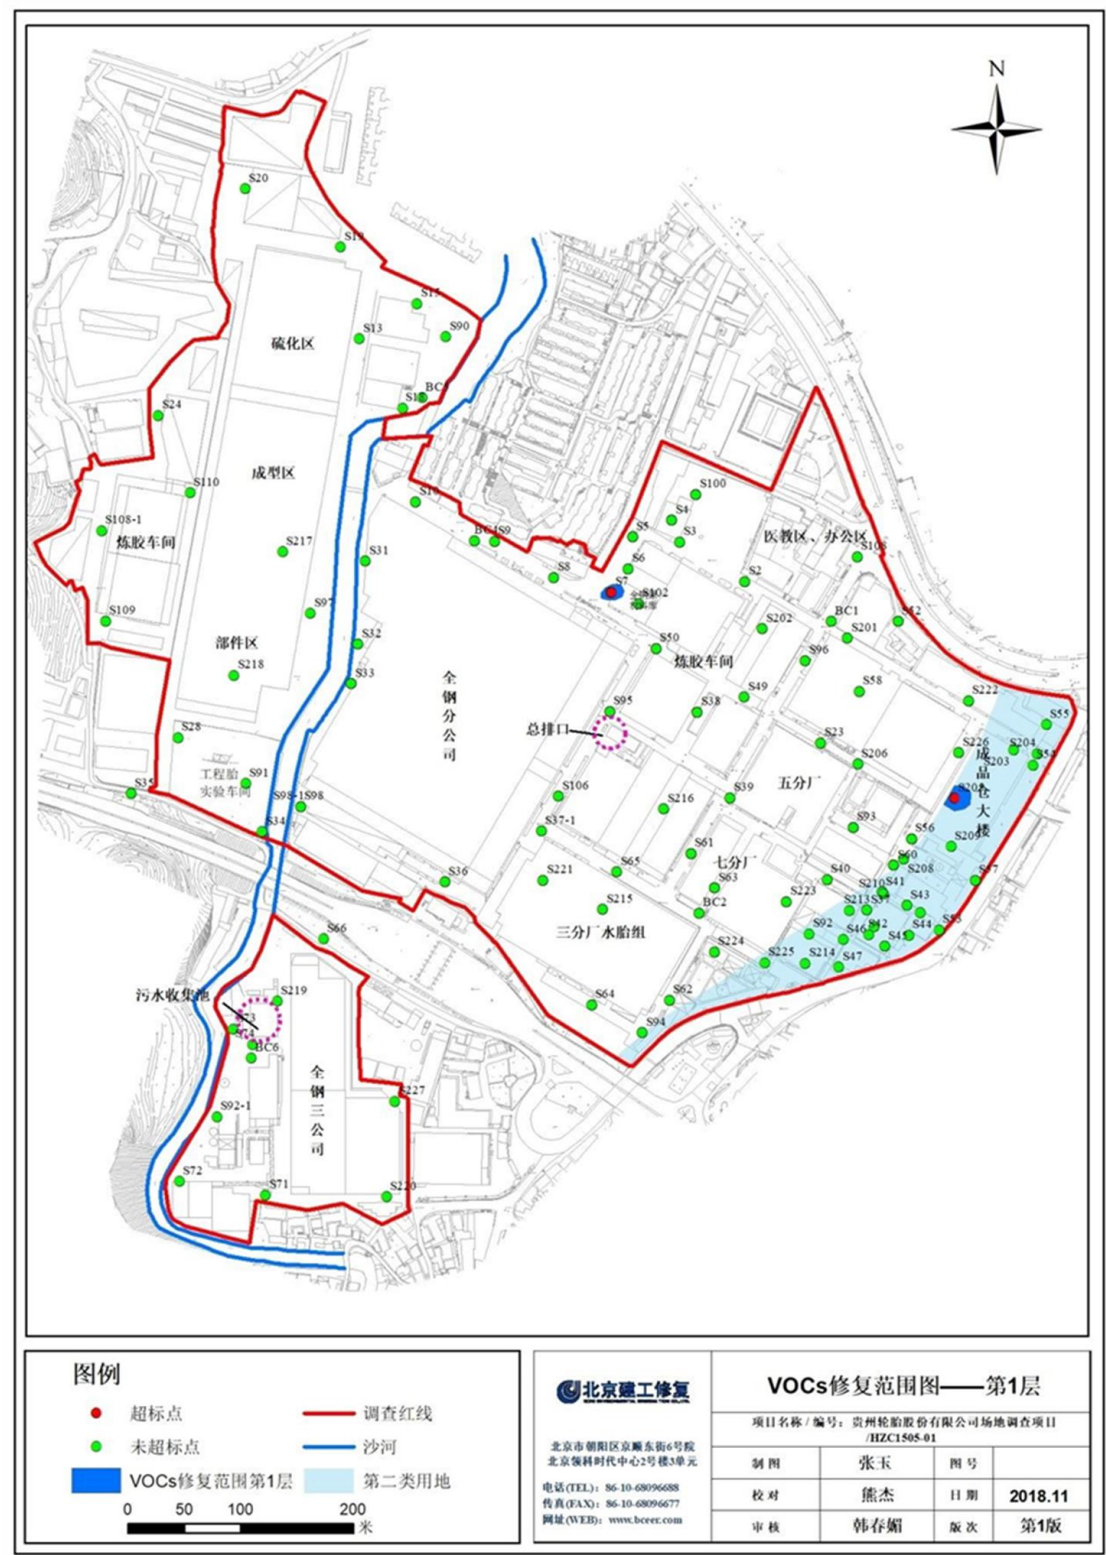 N
S20
S19
S15
S13
S90
硫化区
S18
S24
成型区
S110
S10
S100
S108-1
炼胶车间
S4
S5
S3
医教区、办公区
S9
S217
S31
S8
S6
S2
S7
S102
S109
S97
BC1
S52
S202
S201
部件区
S32
S50
炼胶车间
S96
S218
S33
全钢分公司
S58
S49
S222
S95
S38
S55
总排口
S28
S23
S226
S204
S203
S206
成品仓大楼
工程胎
实验车间
S91
五分厂
S35
S98-1
S98
S106
S39
S216
S34
S37-1
S93
S56
S209
S61
七分厂
S60
S208
S36
S221
S65
S63
S40
S210
S41
S57
S215
BC2
S223
S213
S37
S43
三分厂水胎组
S92
S42
S44
S53
S66
S224
S46
S45
S225
S214
S47
污水收集池
S219
S64
S62
S73
S94
S74
BC6
全钢三公司
S227
S92-1
S72
S71
S220
图例
超标点
调查红线
未超标点
沙河
VOCs修复范围第1层
第二类用地
0 50 100 200
米
北京建工修复
北京市朝阳区京顺东街6号院
北京领科时代中心2号楼3单元
电话(TEL)：86-10-68096688
传真(FAX)：86-10-68096677
网址(WEB)：www.bceer.com
VOCs修复范围图——第1层
项目名称 / 编号：贵州轮胎股份有限公司场地调查项目
/HZC1505-01
制 图 张玉 图 号
校 对 熊杰 日 期 2018.11
审 核 韩春媚 版 次 第1版